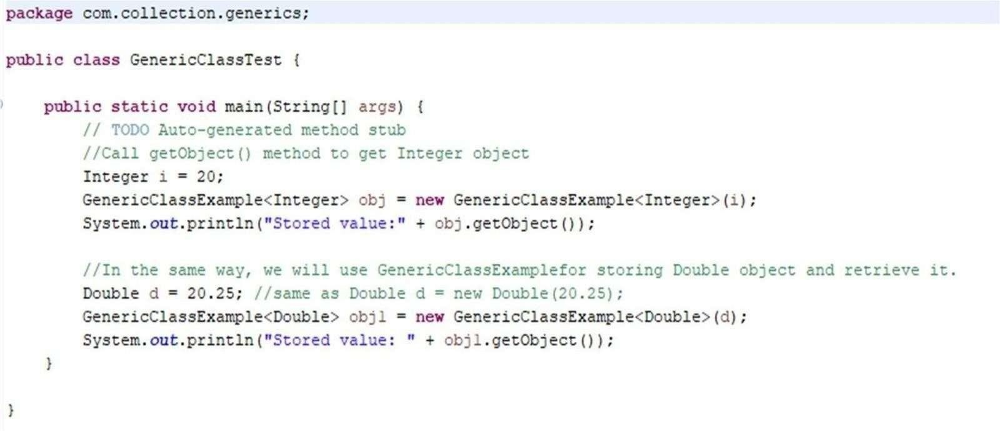 package com.collection.generics;
public class GenericClassTest {
public static void main(String[] args) {
// TODO Auto-generated method stub
//Call getObject() method to get Integer object
Integer i = 20;
GenericClassExample<Integer> obj = new GenericClassExample<Integer>(i);
System.out.println("Stored value:" + obj.getObject());
//In the same way, we will use GenericClassExamplefor storing Double object and retrieve it.
Double d = 20.25; //same as Double d = new Double(20.25);
GenericClassExample<Double> objl = new GenericClassExample<Double>(d);
System.out.println("Stored value: " + objl.getObject());
}
}